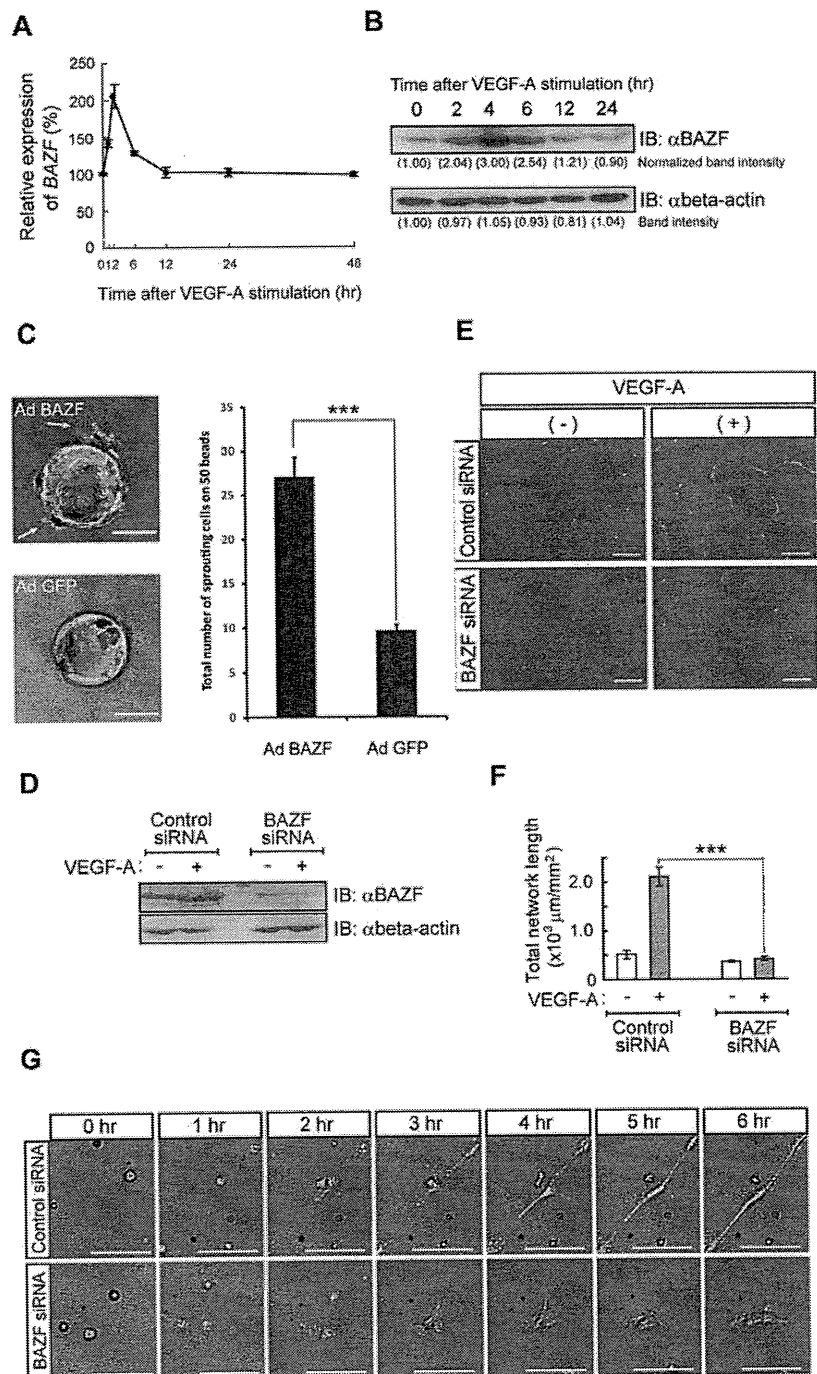 A
Relative expression
of BAZF (%)
250
200
150
100
50
0
0 1 2 6 12 24 48
Time after VEGF-A stimulation (hr)
B
Time after VEGF-A stimulation (hr)
0 2 4 6 12 24
IB: αBAZF
(1.00) (2.04) (3.00) (2.54) (1.21) (0.90) Normalized band intensity
IB: αbeta-actin
(1.00) (0.97) (1.05) (0.93) (0.81) (1.04) Band intensity
C
Ad BAZF
Ad GFP
Total number of sprouting cells on 50 beads
35
30
25
20
15
10
5
0
***
Ad BAZF Ad GFP
E
VEGF-A
(-) (+)
Control siRNA
BAZF siRNA
D
Control siRNA
BAZF siRNA
VEGF-A: - + - +
IB: αBAZF
IB: αbeta-actin
F
Total network length
(x10³ μm/mm²)
2.0
1.0
0
***
VEGF-A: - + - +
Control siRNA
BAZF siRNA
G
0 hr 1 hr 2 hr 3 hr 4 hr 5 hr 6 hr
Control siRNA
BAZF siRNA